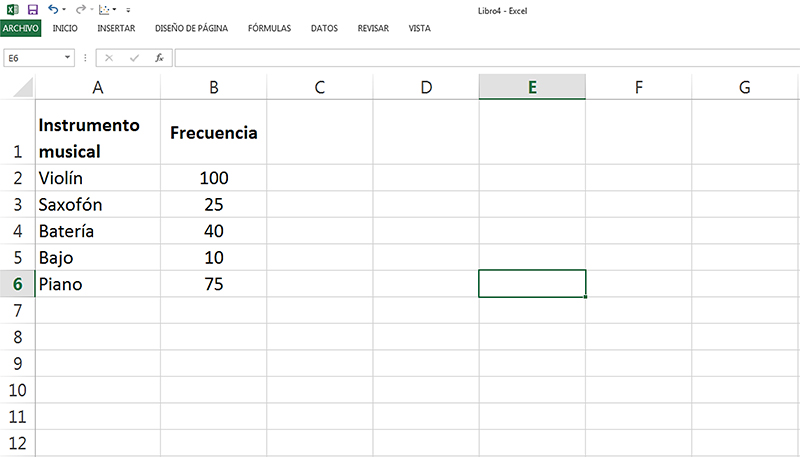 Libro4 - Excel
ARCHIVO INICIO INSERTAR DISEÑO DE PÁGINA FÓRMULAS DATOS REVISAR VISTA
E6 fx
A B C D E F G
Instrumento
1 musical Frecuencia
2 Violín 100
3 Saxofón 25
4 Batería 40
5 Bajo 10
6 Piano 75
7
8
9
10
11
12